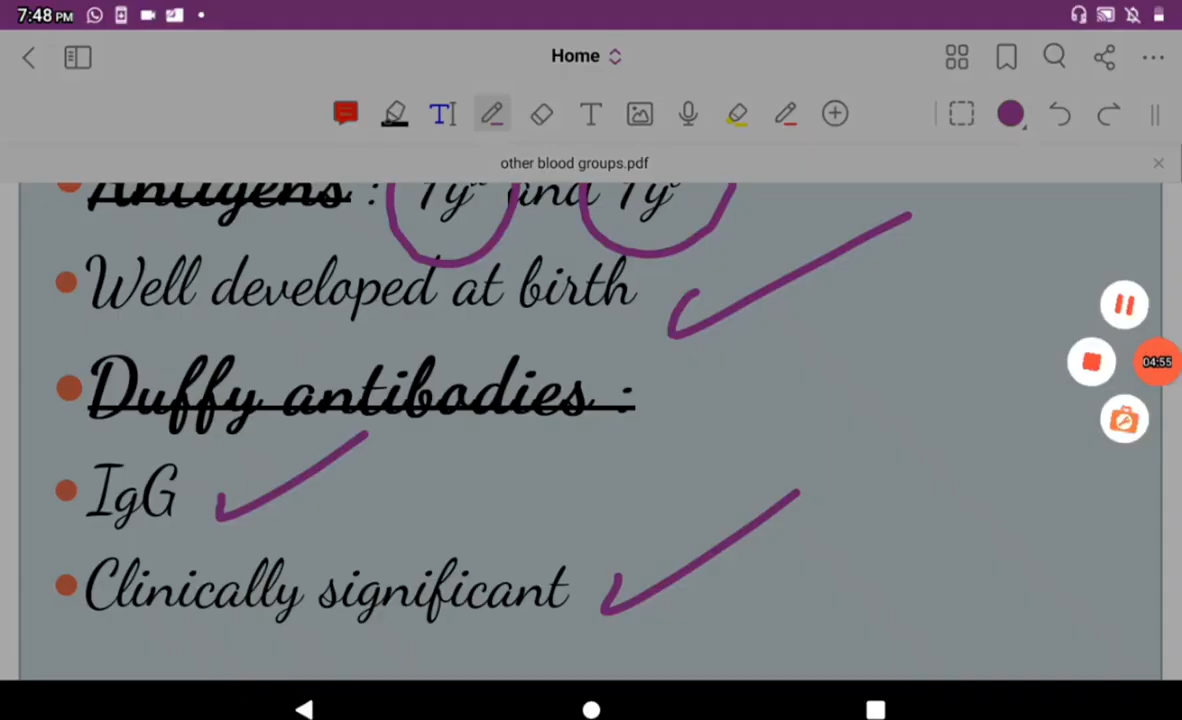 7:48 PM
Home
T
T
other blood groups.pdf
Antigens : Fy and Fy
Well developed at birth
Duffy antibodies :
IgG
Clinically significant
04:55